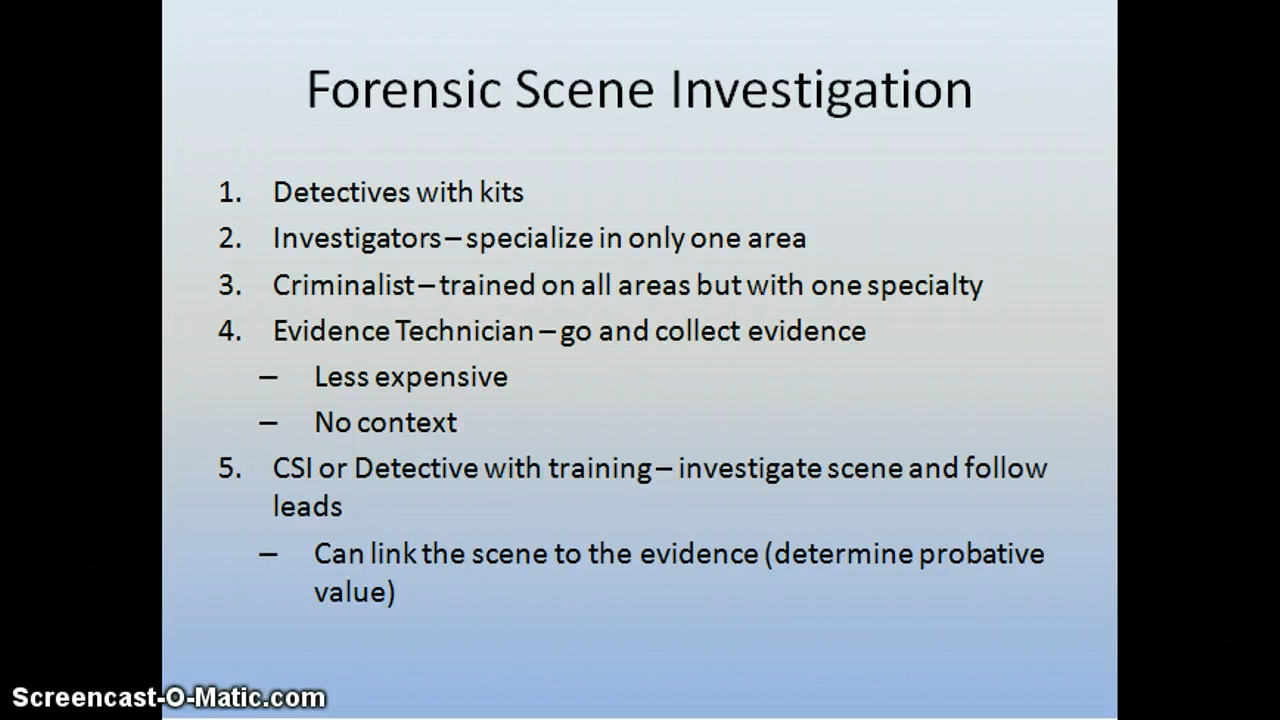 Forensic Scene Investigation
1. Detectives with kits
2. Investigators – specialize in only one area
3. Criminalist – trained on all areas but with one specialty
4. Evidence Technician – go and collect evidence
– Less expensive
– No context
5. CSI or Detective with training – investigate scene and follow
leads
– Can link the scene to the evidence (determine probative
value)
Screencast-O-Matic.com